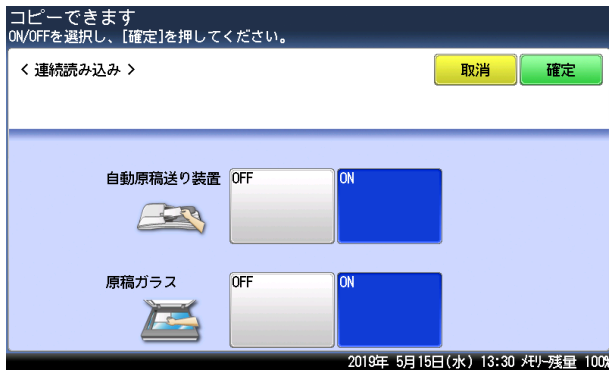 コピーできます
ON/OFFを選択し、[確定]を押してください。
< 連続読み込み >
取消
確定
自動原稿送り装置
OFF
ON
原稿ガラス
OFF
ON
2019年 5月15日(水) 13:30 ﾒﾓﾘｰ残量 100%